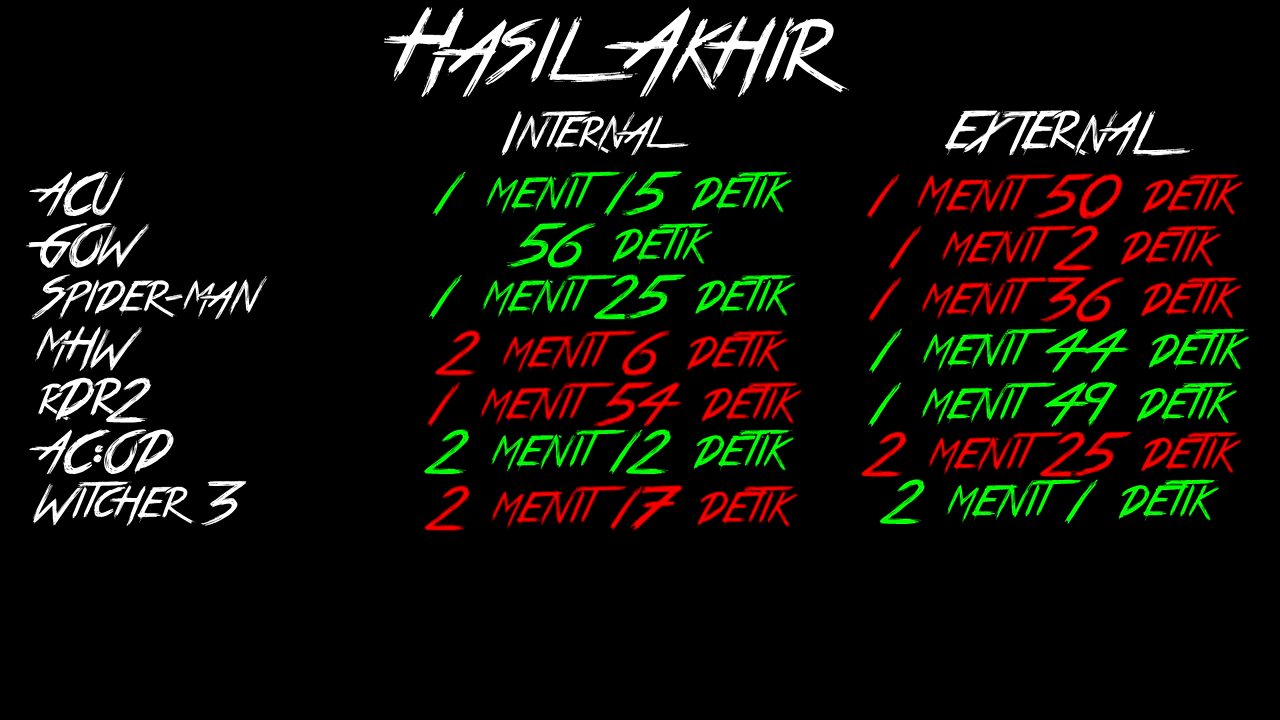 HASIL AKHIR
INTERNAL EXTERNAL
ACU 1 MENIT 15 DETIK 1 MENIT 50 DETIK
GOW 56 DETIK 1 MENIT 2 DETIK
SPIDER-MAN 1 MENIT 25 DETIK 1 MENIT 36 DETIK
MHW 2 MENIT 6 DETIK 1 MENIT 44 DETIK
RDR2 1 MENIT 54 DETIK 1 MENIT 49 DETIK
AC:OD 2 MENIT 12 DETIK 2 MENIT 25 DETIK
WITCHER 3 2 MENIT 17 DETIK 2 MENIT 1 DETIK